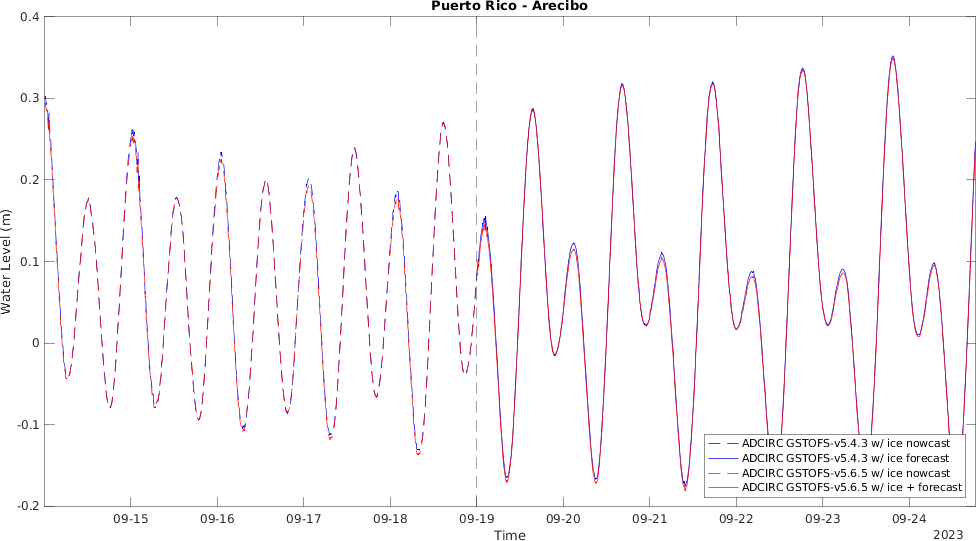 Puerto Rico - Arecibo
0.4
0.3
0.2
0.1
0
-0.1
-0.2
Water Level (m)
ADCIRC GSTOFS-v5.4.3 w/ ice nowcast
ADCIRC GSTOFS-v5.4.3 w/ ice forecast
ADCIRC GSTOFS-v5.6.5 w/ ice nowcast
ADCIRC GSTOFS-v5.6.5 w/ ice + forecast
09-15 09-16 09-17 09-18 09-19 09-20 09-21 09-22 09-23 09-24
Time
2023